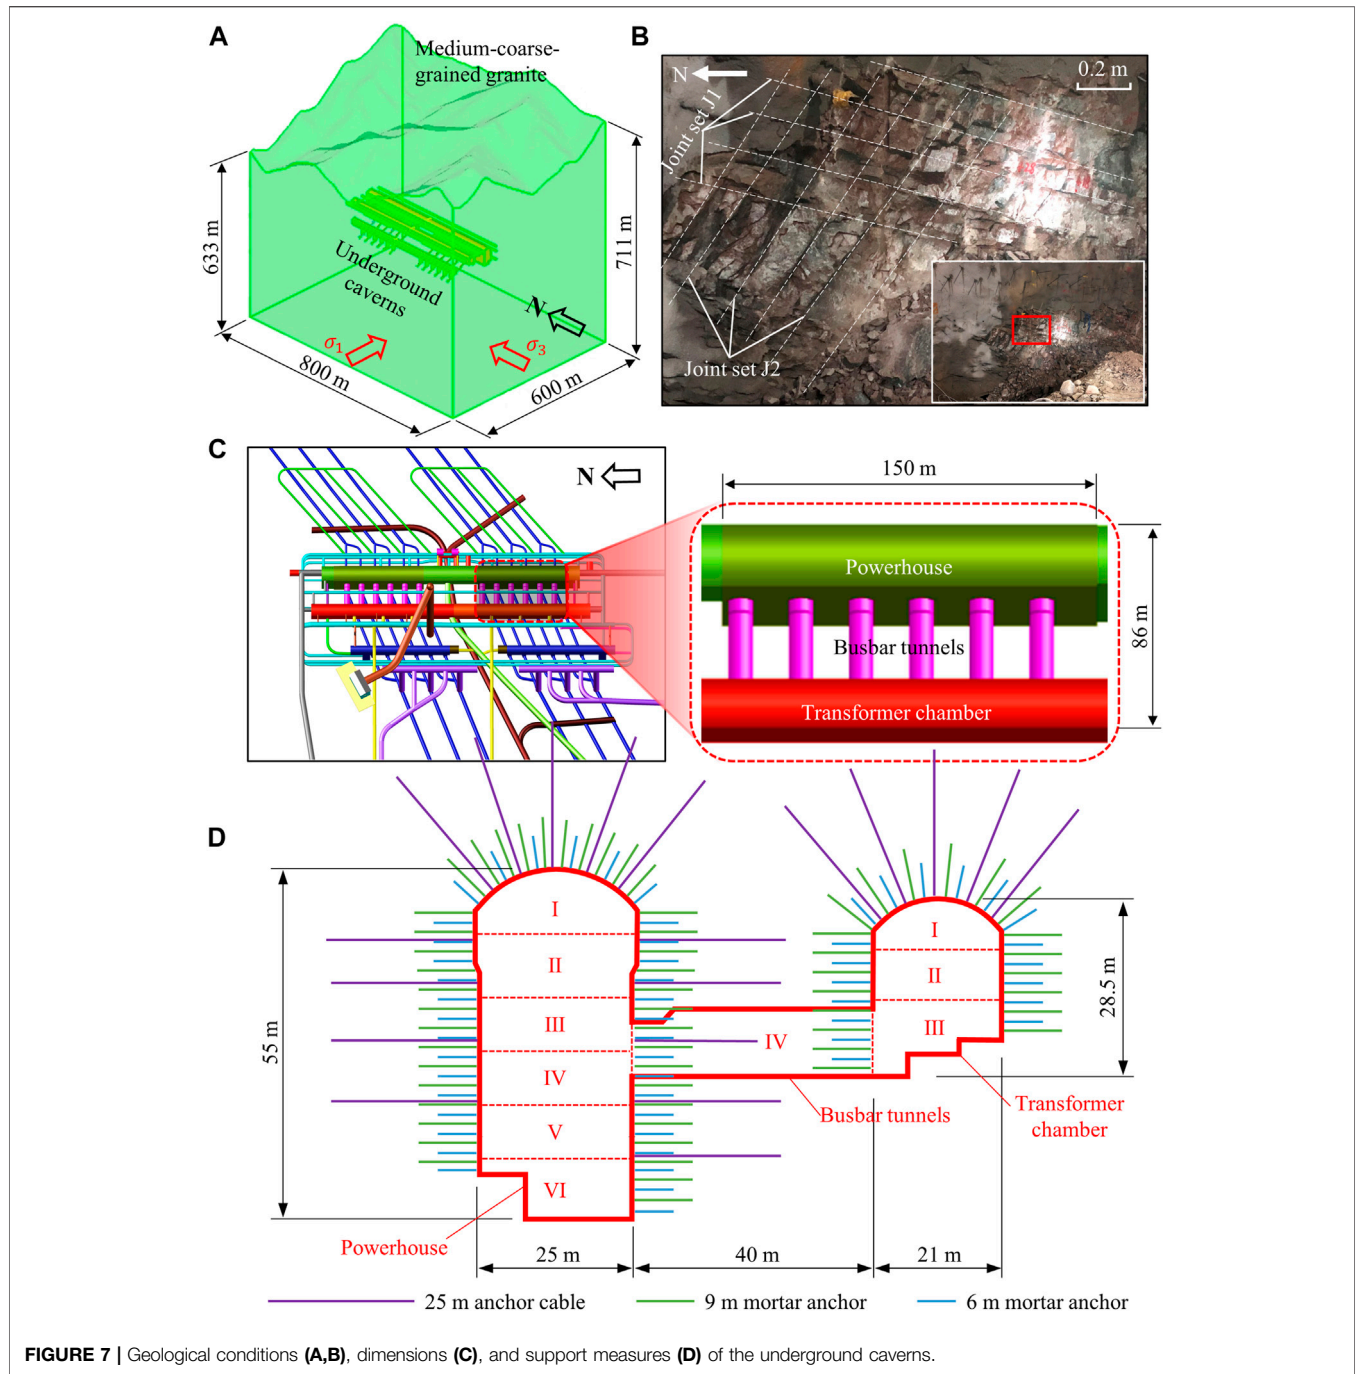 A
Medium-coarse-
grained granite
633 m
711 m
Underground
caverns
N
σ1
σ3
800 m
600 m
B
N
0.2 m
Joint set J1
Joint set J2
C
N
150 m
Powerhouse
86 m
Busbar tunnels
Transformer chamber
D
I
II
III
IV
V
VI
55 m
IV
I
II
III
28.5 m
Busbar tunnels
Transformer
chamber
Powerhouse
25 m
40 m
21 m
25 m anchor cable
9 m mortar anchor
6 m mortar anchor
FIGURE 7 | Geological conditions (A,B), dimensions (C), and support measures (D) of the underground caverns.